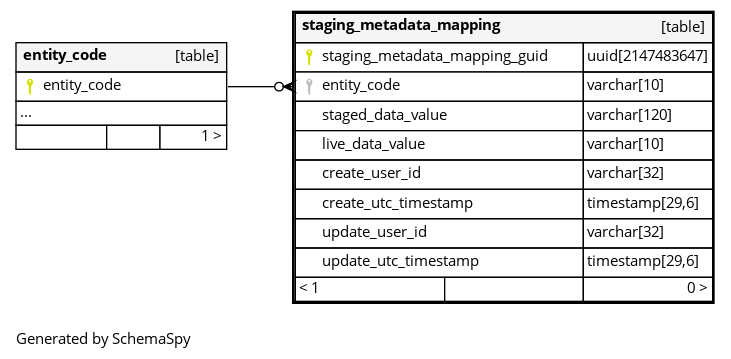 entity_code [table]
entity_code
...
1 >
staging_metadata_mapping [table]
staging_metadata_mapping_guid uuid[2147483647]
entity_code varchar[10]
staged_data_value varchar[120]
live_data_value varchar[10]
create_user_id varchar[32]
create_utc_timestamp timestamp[29,6]
update_user_id varchar[32]
update_utc_timestamp timestamp[29,6]
< 1 0 >
Generated by SchemaSpy